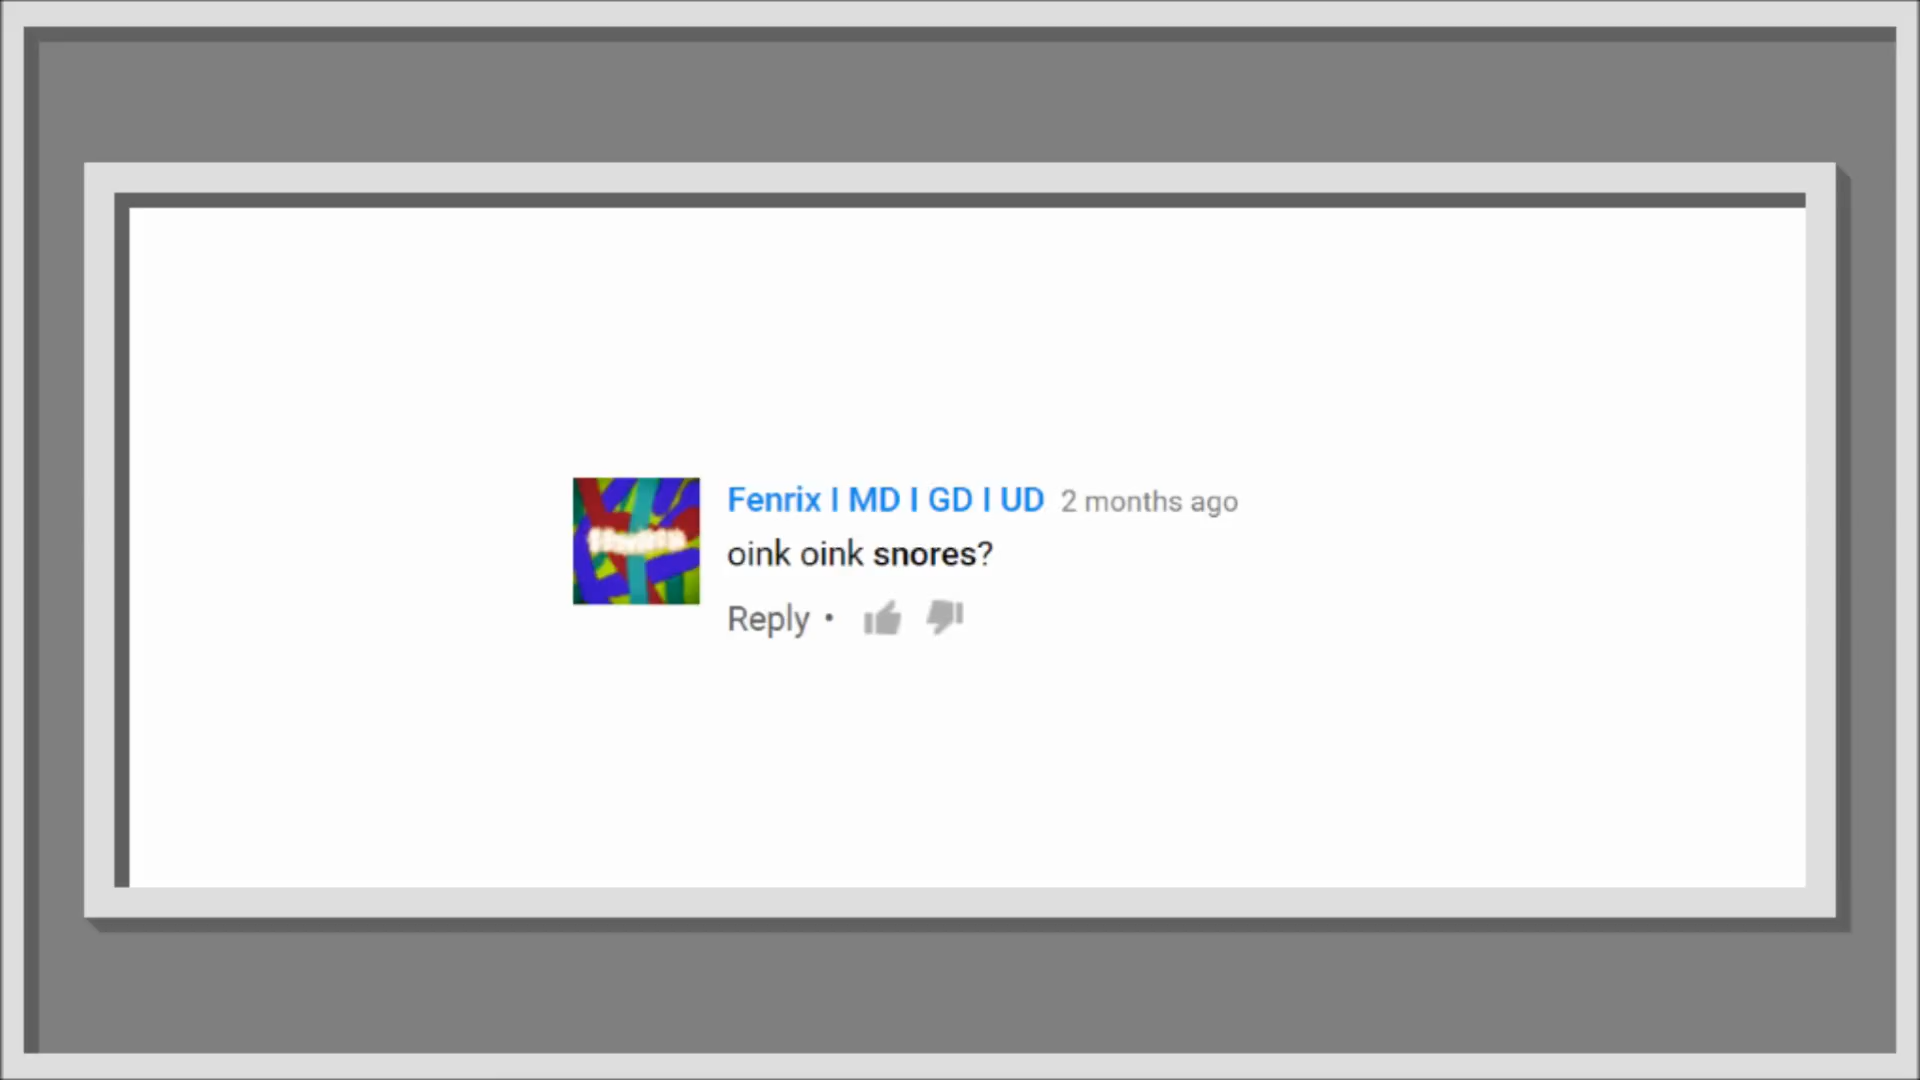 Fenrix I MD I GD I UD 2 months ago
oink oink snores?
Reply •